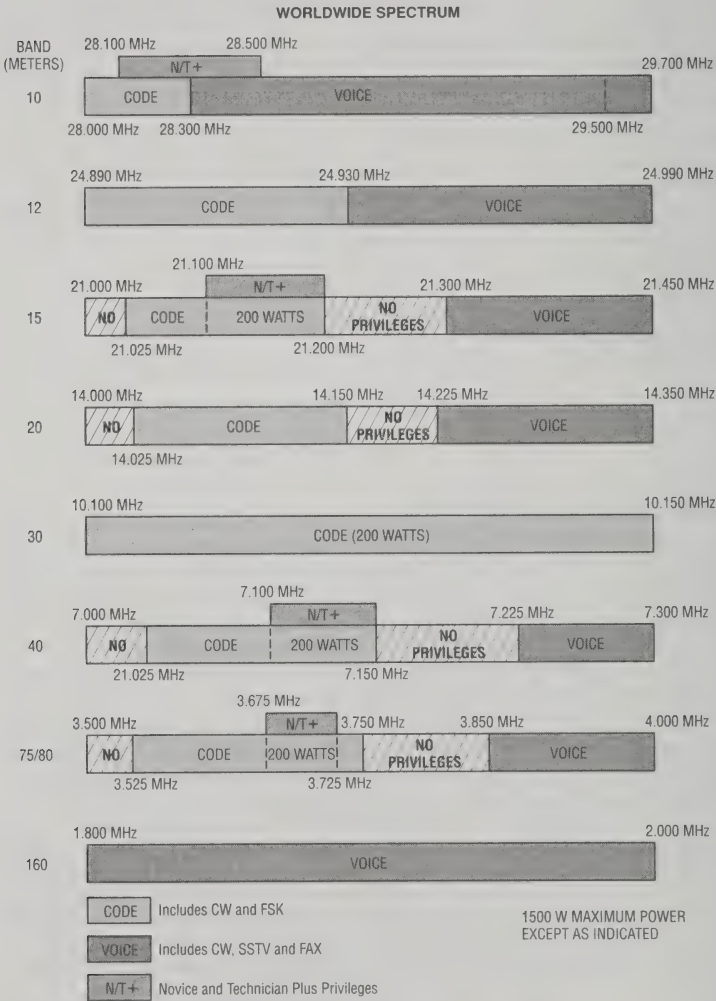 WORLDWIDE SPECTRUM
BAND
(METERS)
28.100 MHz 28.500 MHz
N/T+
29.700 MHz
10 CODE VOICE
28.000 MHz 28.300 MHz 29.500 MHz
24.890 MHz 24.930 MHz 24.990 MHz
12 CODE VOICE
21.100 MHz
21.000 MHz N/T+ 21.300 MHz 21.450 MHz
15 NO CODE 200 WATTS NO PRIVILEGES VOICE
21.025 MHz 21.200 MHz
14.000 MHz 14.150 MHz 14.225 MHz 14.350 MHz
20 NO CODE NO PRIVILEGES VOICE
14.025 MHz
10.100 MHz 10.150 MHz
30 CODE (200 WATTS)
7.100 MHz
7.000 MHz N/T+ 7.225 MHz 7.300 MHz
40 NO CODE 200 WATTS NO PRIVILEGES VOICE
21.025 MHz 7.150 MHz
3.675 MHz
3.500 MHz N/T+ 3.750 MHz 3.850 MHz 4.000 MHz
75/80 NO CODE 200 WATTS NO PRIVILEGES VOICE
3.525 MHz 3.725 MHz
1.800 MHz 2.000 MHz
160 VOICE
CODE Includes CW and FSK
VOICE Includes CW, SSTV and FAX
N/T+ Novice and Technician Plus Privileges
1500 W MAXIMUM POWER
EXCEPT AS INDICATED